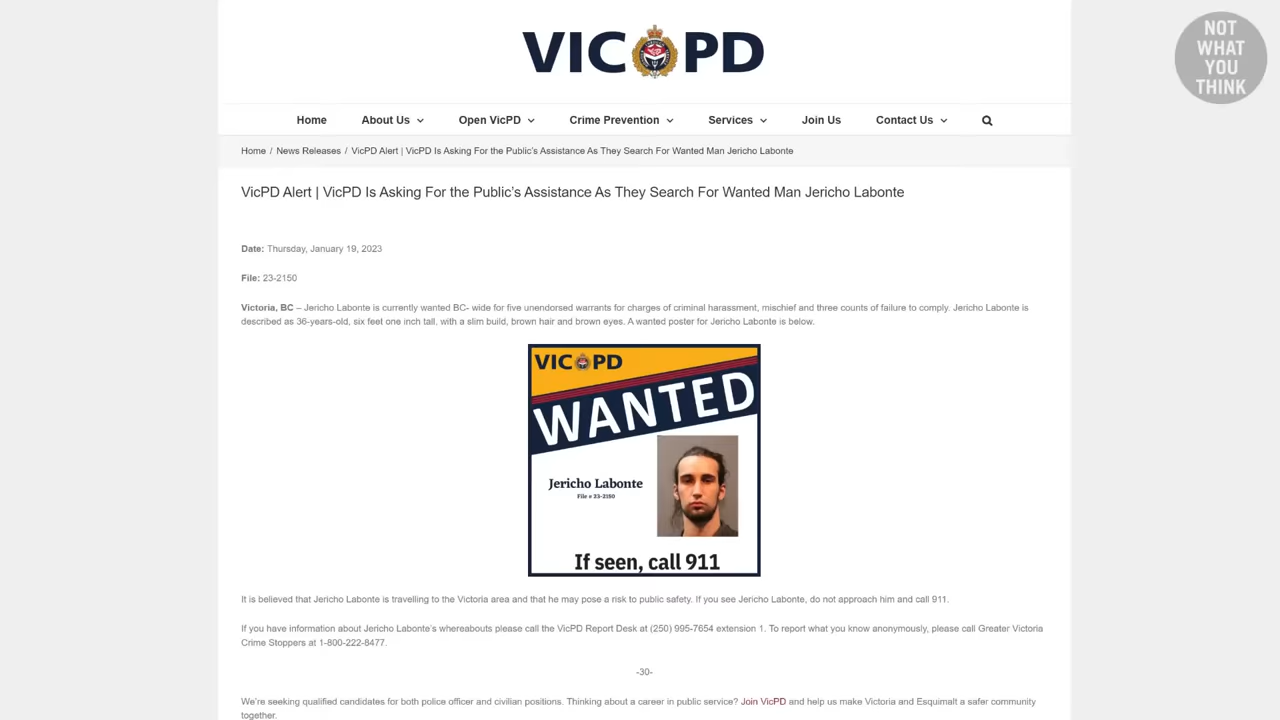 VIC PD
NOT
WHAT
YOU
THINK
Home About Us Open VicPD Crime Prevention Services Join Us Contact Us
Home / News Releases / VicPD Alert | VicPD Is Asking For the Public's Assistance As They Search For Wanted Man Jericho Labonte
VicPD Alert | VicPD Is Asking For the Public's Assistance As They Search For Wanted Man Jericho Labonte
Date: Thursday, January 19, 2023
File: 23-2150
Victoria, BC – Jericho Labonte is currently wanted BC- wide for five unendorsed warrants for charges of criminal harassment, mischief and three counts of failure to comply. Jericho Labonte is
described as 36-years-old, six feet one inch tall, with a slim build, brown hair and brown eyes. A wanted poster for Jericho Labonte is below.
VIC PD
WANTED
Jericho Labonte
File # 23-2150
If seen, call 911
It is believed that Jericho Labonte is travelling to the Victoria area and that he may pose a risk to public safety. If you see Jericho Labonte, do not approach him and call 911.
If you have information about Jericho Labonte's whereabouts please call the VicPD Report Desk at (250) 995-7654 extension 1. To report what you know anonymously, please call Greater Victoria
Crime Stoppers at 1-800-222-8477.
-30-
We're seeking qualified candidates for both police officer and civilian positions. Thinking about a career in public service? Join VicPD and help us make Victoria and Esquimalt a safer community
together.